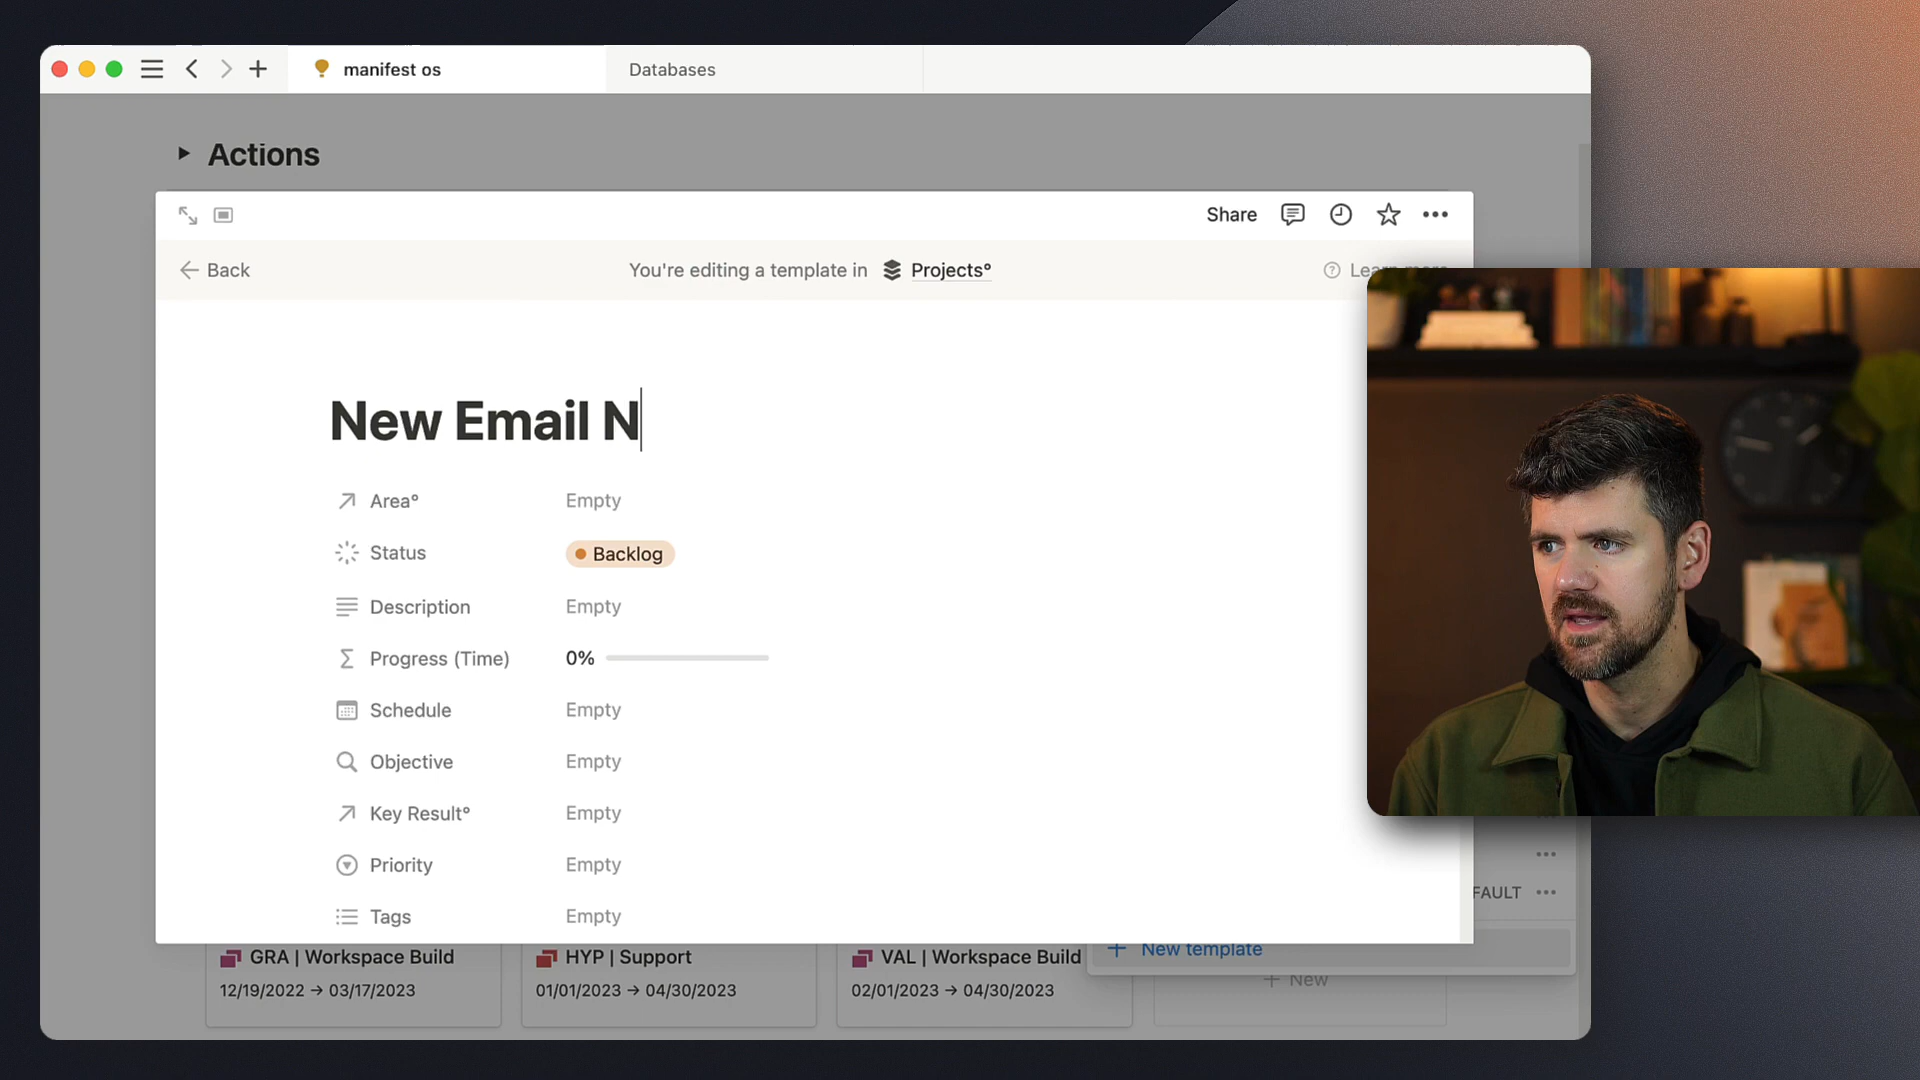 manifest os
Databases
Actions
Share
Back
You're editing a template in Projects°
Learn more
New Email N
Area° Empty
Status Backlog
Description Empty
Progress (Time) 0%
Schedule Empty
Objective Empty
Key Result° Empty
Priority Empty
Tags Empty
FAULT
GRA | Workspace Build
12/19/2022 → 03/17/2023
HYP | Support
01/01/2023 → 04/30/2023
VAL | Workspace Build
02/01/2023 → 04/30/2023
New template
New